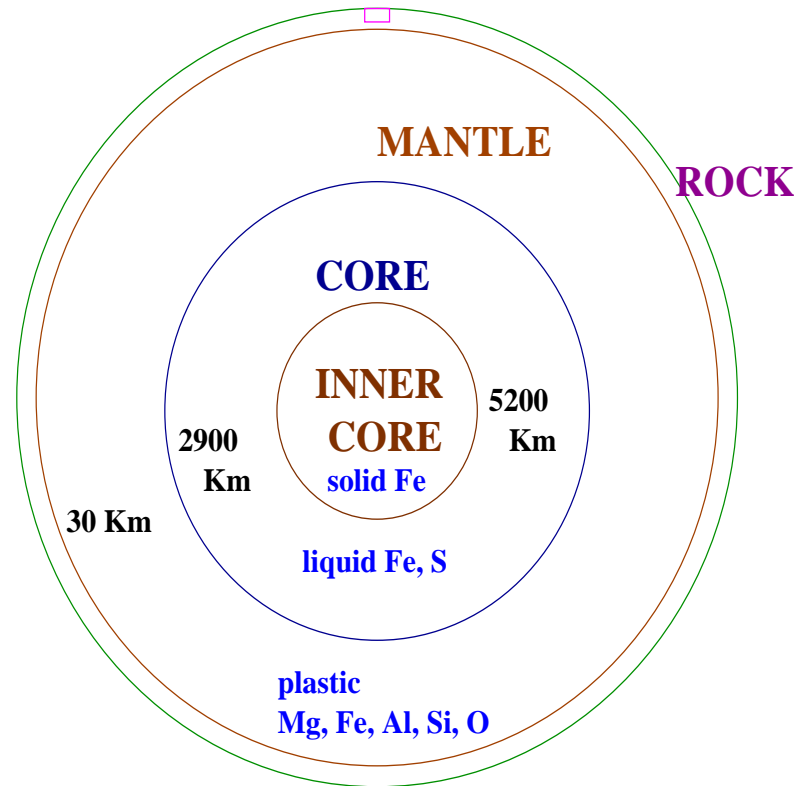 MANTLE
ROCK
CORE
INNER
CORE
5200
Km
2900
Km
solid Fe
30 Km
liquid Fe, S
plastic
Mg, Fe, Al, Si, O